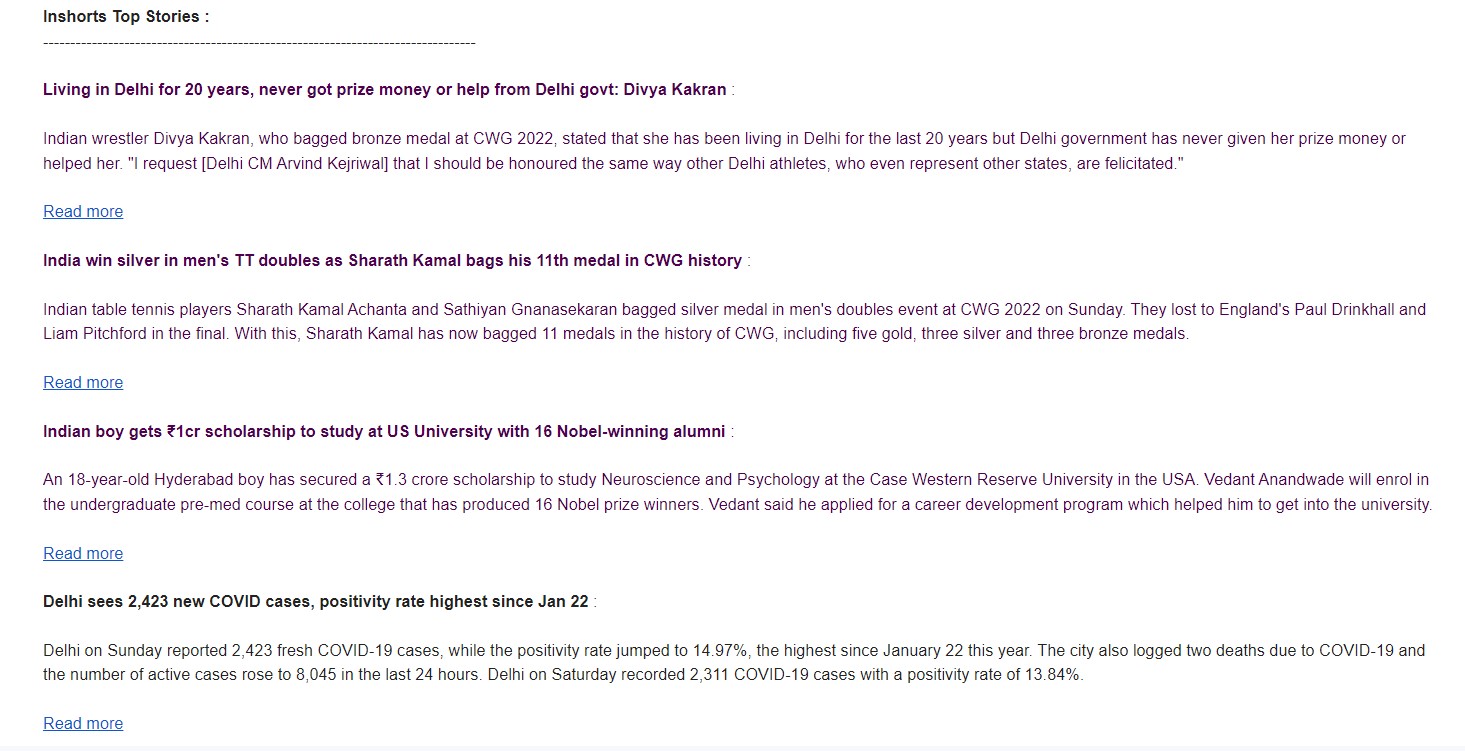 Inshorts Top Stories :
--------------------------------------------------------------------------------
Living in Delhi for 20 years, never got prize money or help from Delhi govt: Divya Kakran :
Indian wrestler Divya Kakran, who bagged bronze medal at CWG 2022, stated that she has been living in Delhi for the last 20 years but Delhi government has never given her prize money or
helped her. "I request [Delhi CM Arvind Kejriwal] that I should be honoured the same way other Delhi athletes, who even represent other states, are felicitated."
Read more
India win silver in men's TT doubles as Sharath Kamal bags his 11th medal in CWG history :
Indian table tennis players Sharath Kamal Achanta and Sathiyan Gnanasekaran bagged silver medal in men's doubles event at CWG 2022 on Sunday. They lost to England's Paul Drinkhall and
Liam Pitchford in the final. With this, Sharath Kamal has now bagged 11 medals in the history of CWG, including five gold, three silver and three bronze medals.
Read more
Indian boy gets ₹1cr scholarship to study at US University with 16 Nobel-winning alumni :
An 18-year-old Hyderabad boy has secured a ₹1.3 crore scholarship to study Neuroscience and Psychology at the Case Western Reserve University in the USA. Vedant Anandwade will enrol in
the undergraduate pre-med course at the college that has produced 16 Nobel prize winners. Vedant said he applied for a career development program which helped him to get into the university.
Read more
Delhi sees 2,423 new COVID cases, positivity rate highest since Jan 22 :
Delhi on Sunday reported 2,423 fresh COVID-19 cases, while the positivity rate jumped to 14.97%, the highest since January 22 this year. The city also logged two deaths due to COVID-19 and
the number of active cases rose to 8,045 in the last 24 hours. Delhi on Saturday recorded 2,311 COVID-19 cases with a positivity rate of 13.84%.
Read more